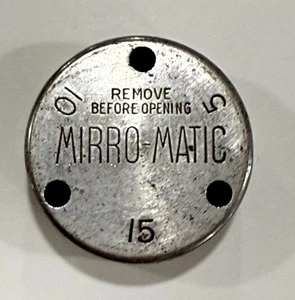 REMOVE
BEFORE OPENING
10
5
MIRRO-MATIC
15